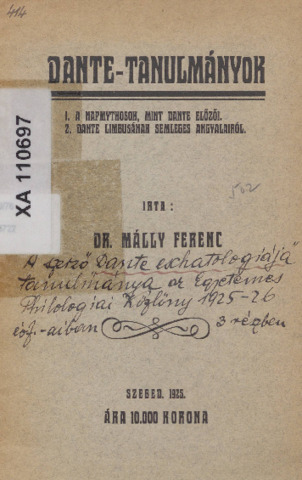 414
DANTE-TANULMÁNYOK
1. A NAPMYTHOSOK, MINT DANTE ELŐZŐI.
2. DANTE LIMBUSÁNAK SEMLEGES ANGYALAIRÓL.
XA 110697
502
IRTA:
DR. MÁLLY FERENC
A szerző Dante exhatologiájá"
tanulmánya az Egyetemes
Philologiai Közlöny 1925-26
évf.-aiban 3 részben
SZEGED, 1925.
ÁRA 10.000 KORONA